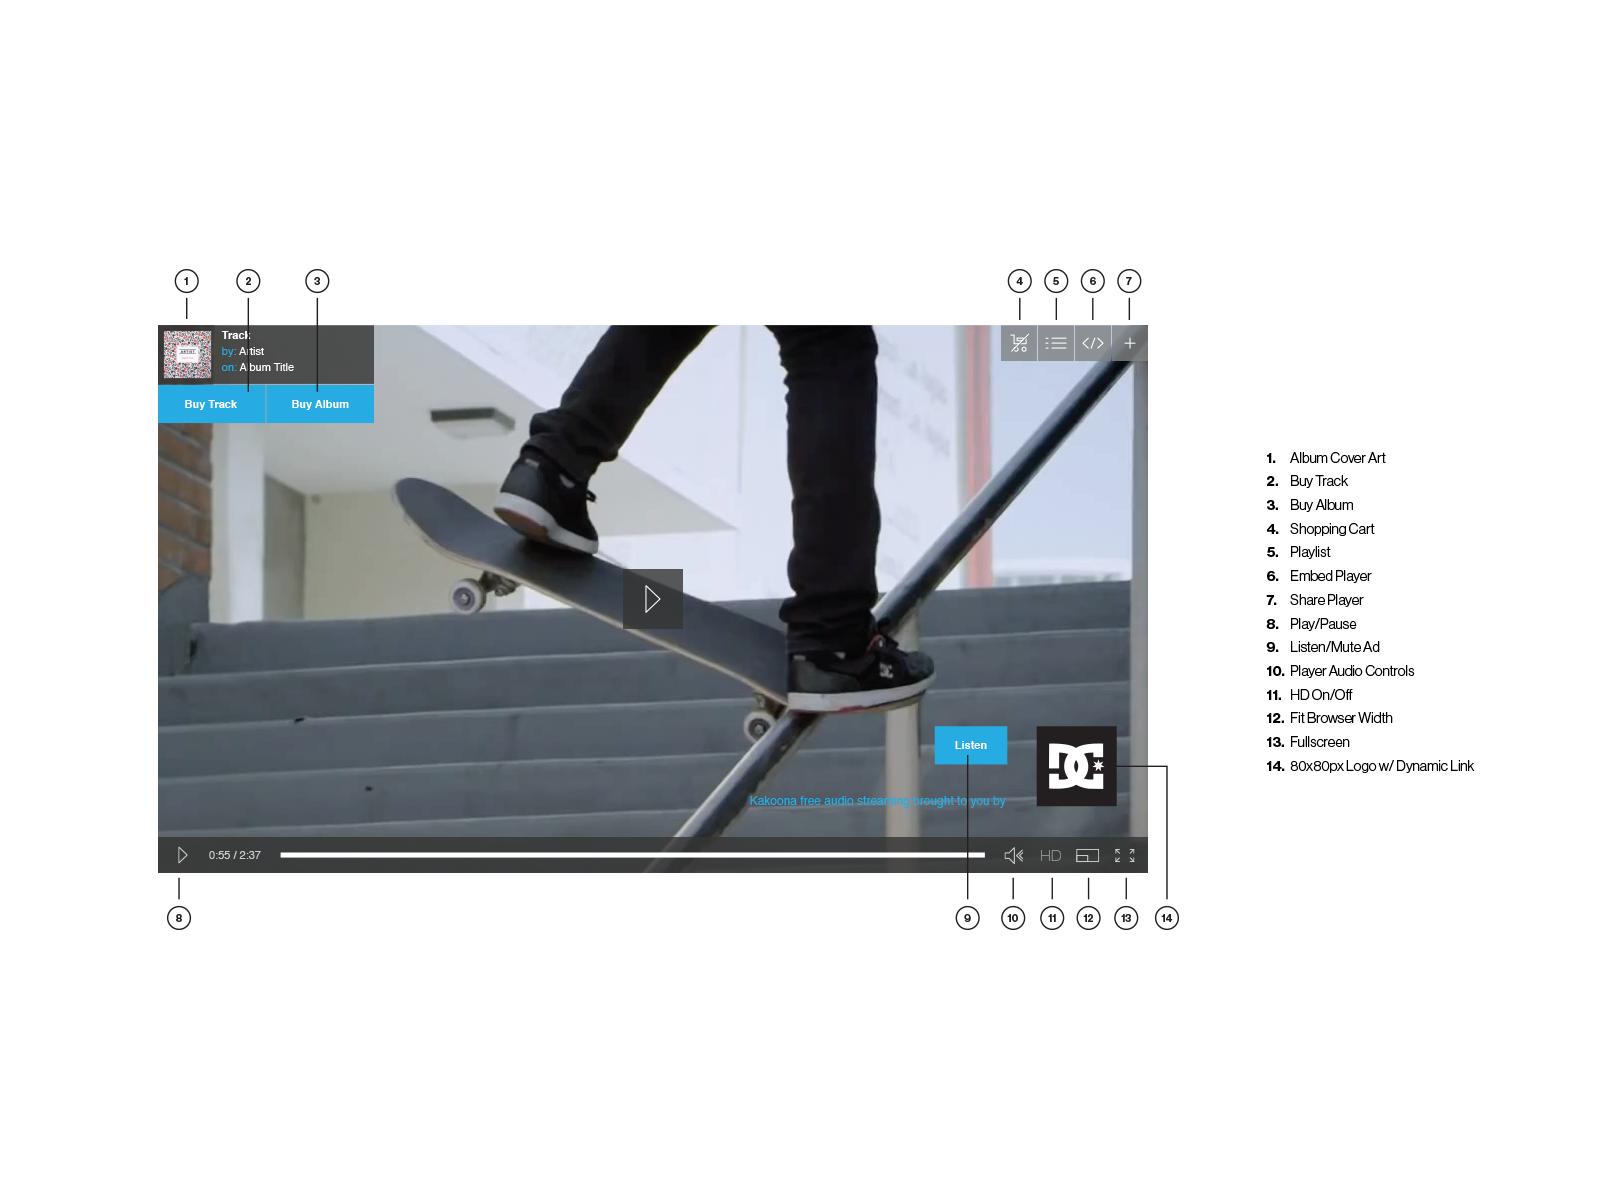 1
2
3
4
5
6
7
ARTIST
Track
by: Artist
on: Album Title
Buy Track
Buy Album
</>
+
Listen
DC
Kakoona free audio streaming brought to you by
0:55 / 2:37
HD
8
9
10
11
12
13
14
1. Album Cover Art
2. Buy Track
3. Buy Album
4. Shopping Cart
5. Playlist
6. Embed Player
7. Share Player
8. Play/Pause
9. Listen/Mute Ad
10. Player Audio Controls
11. HD On/Off
12. Fit Browser Width
13. Fullscreen
14. 80x80px Logo w/ Dynamic Link